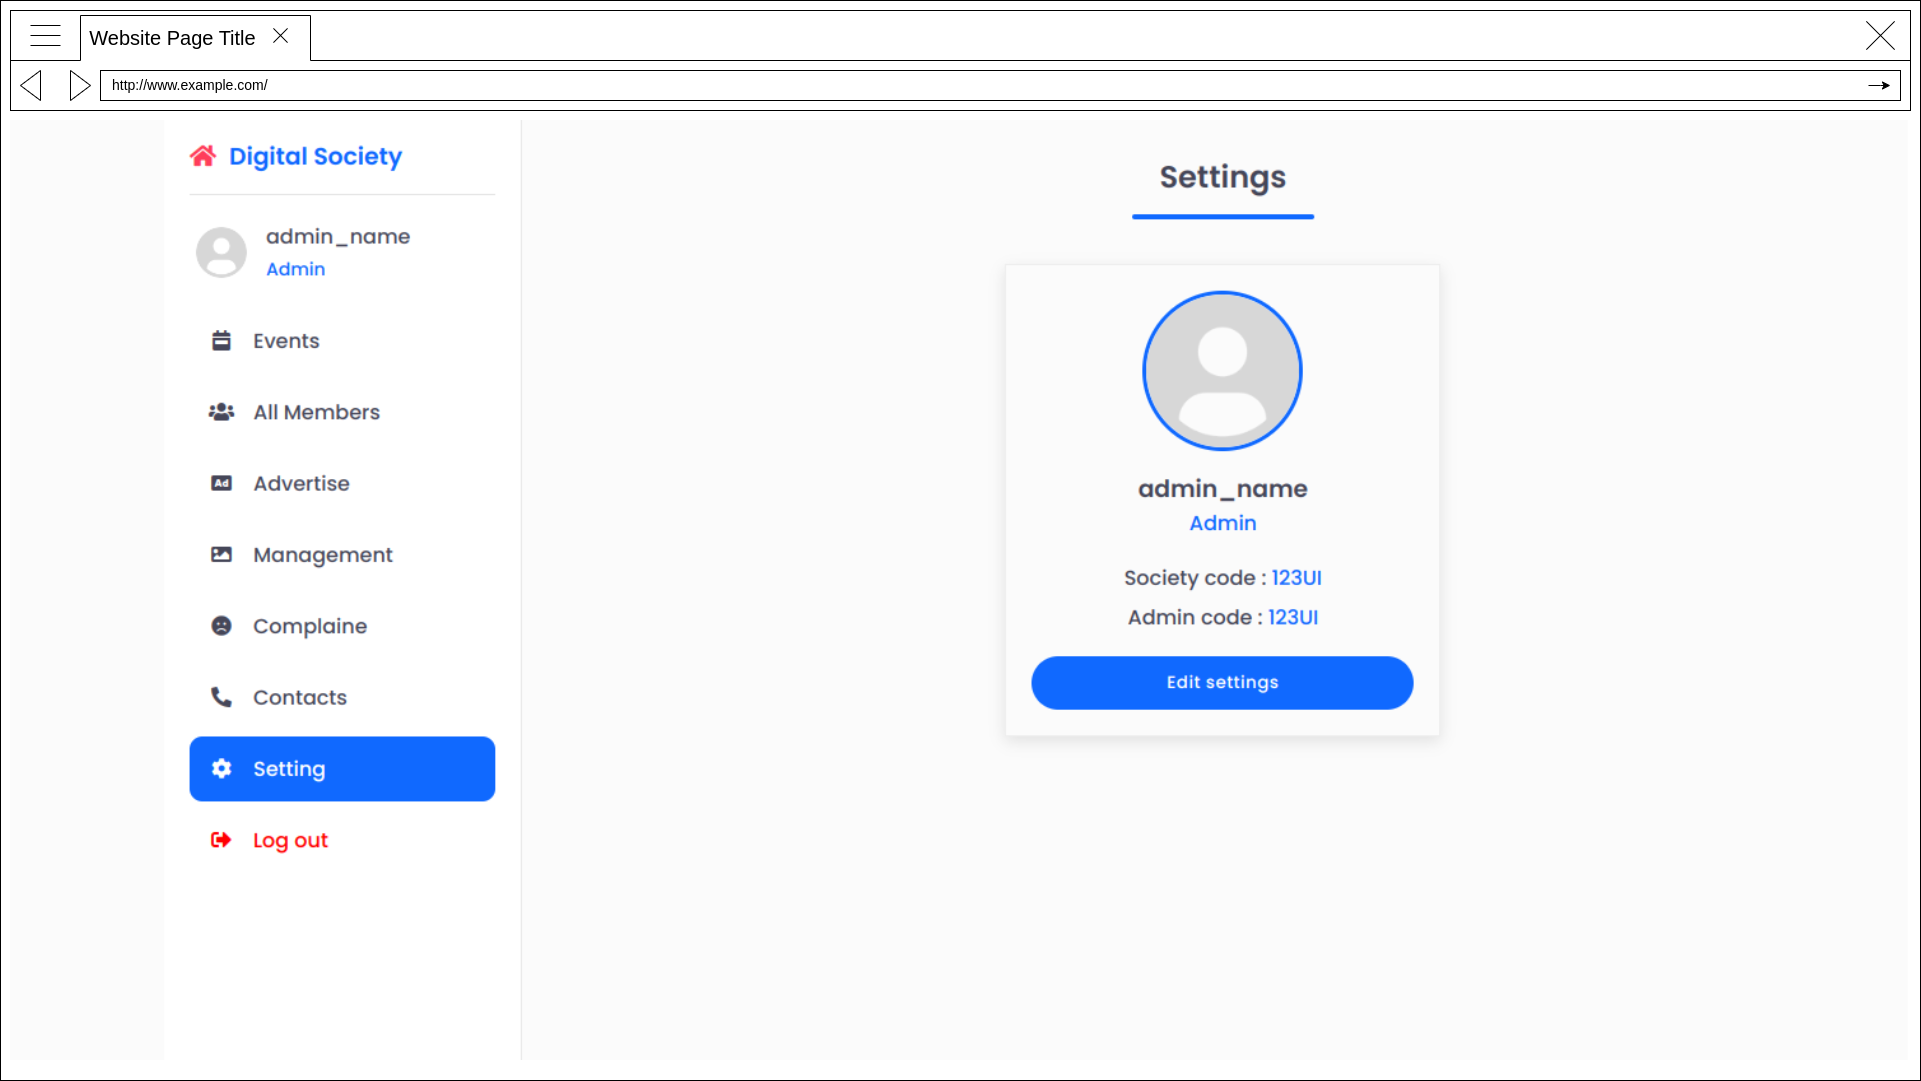 Website Page Title
http://www.example.com/
Digital Society
admin_name
Admin
Events
All Members
Ad
Advertise
Management
Complaine
Contacts
Setting
Log out
Settings
admin_name
Admin
Society code : 123UI
Admin code : 123UI
Edit settings